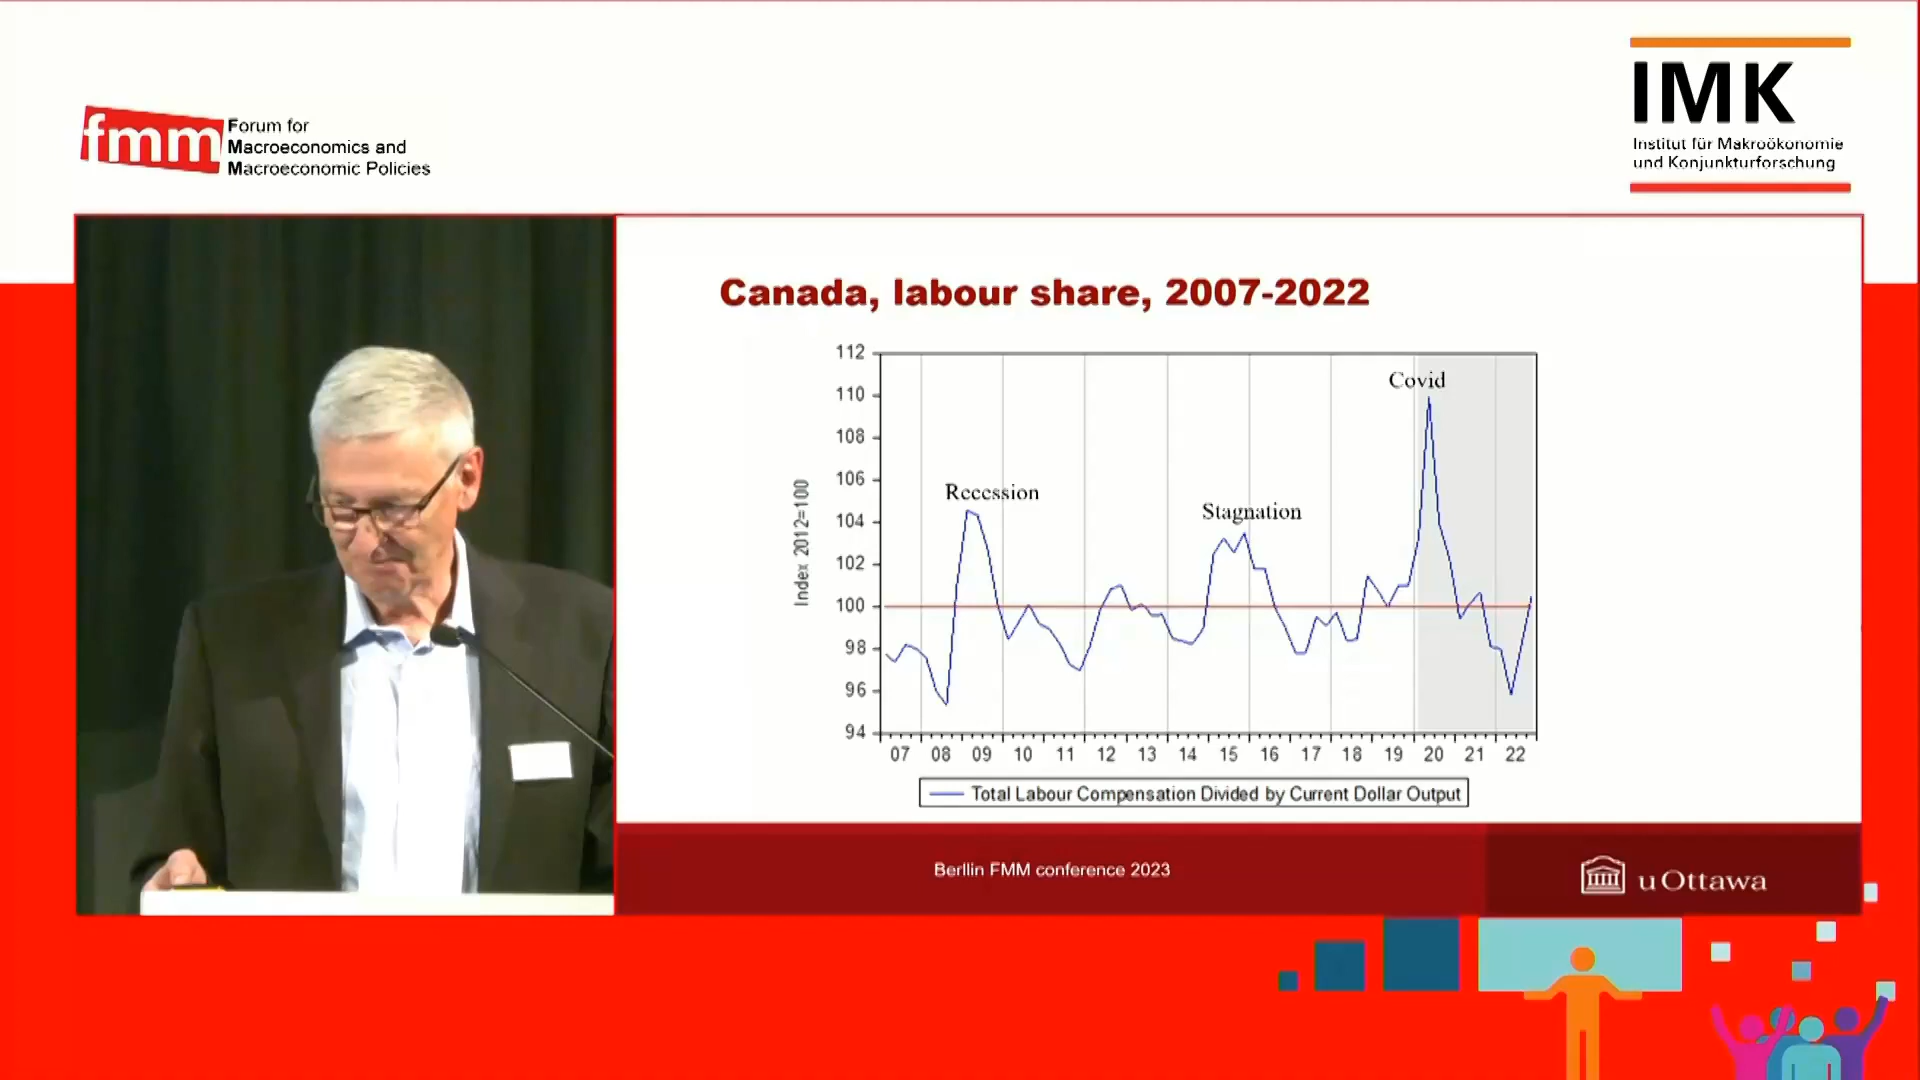 fmm
Forum for
Macroeconomics and
Macroeconomic Policies
IMK
Institut für Makroökonomie
und Konjunkturforschung
Canada, labour share, 2007-2022
112
110
108
106
104
102
100
98
96
94
Index 2012=100
Recession
Stagnation
Covid
07 08 09 10 11 12 13 14 15 16 17 18 19 20 21 22
Total Labour Compensation Divided by Current Dollar Output
Berllin FMM conference 2023
uOttawa